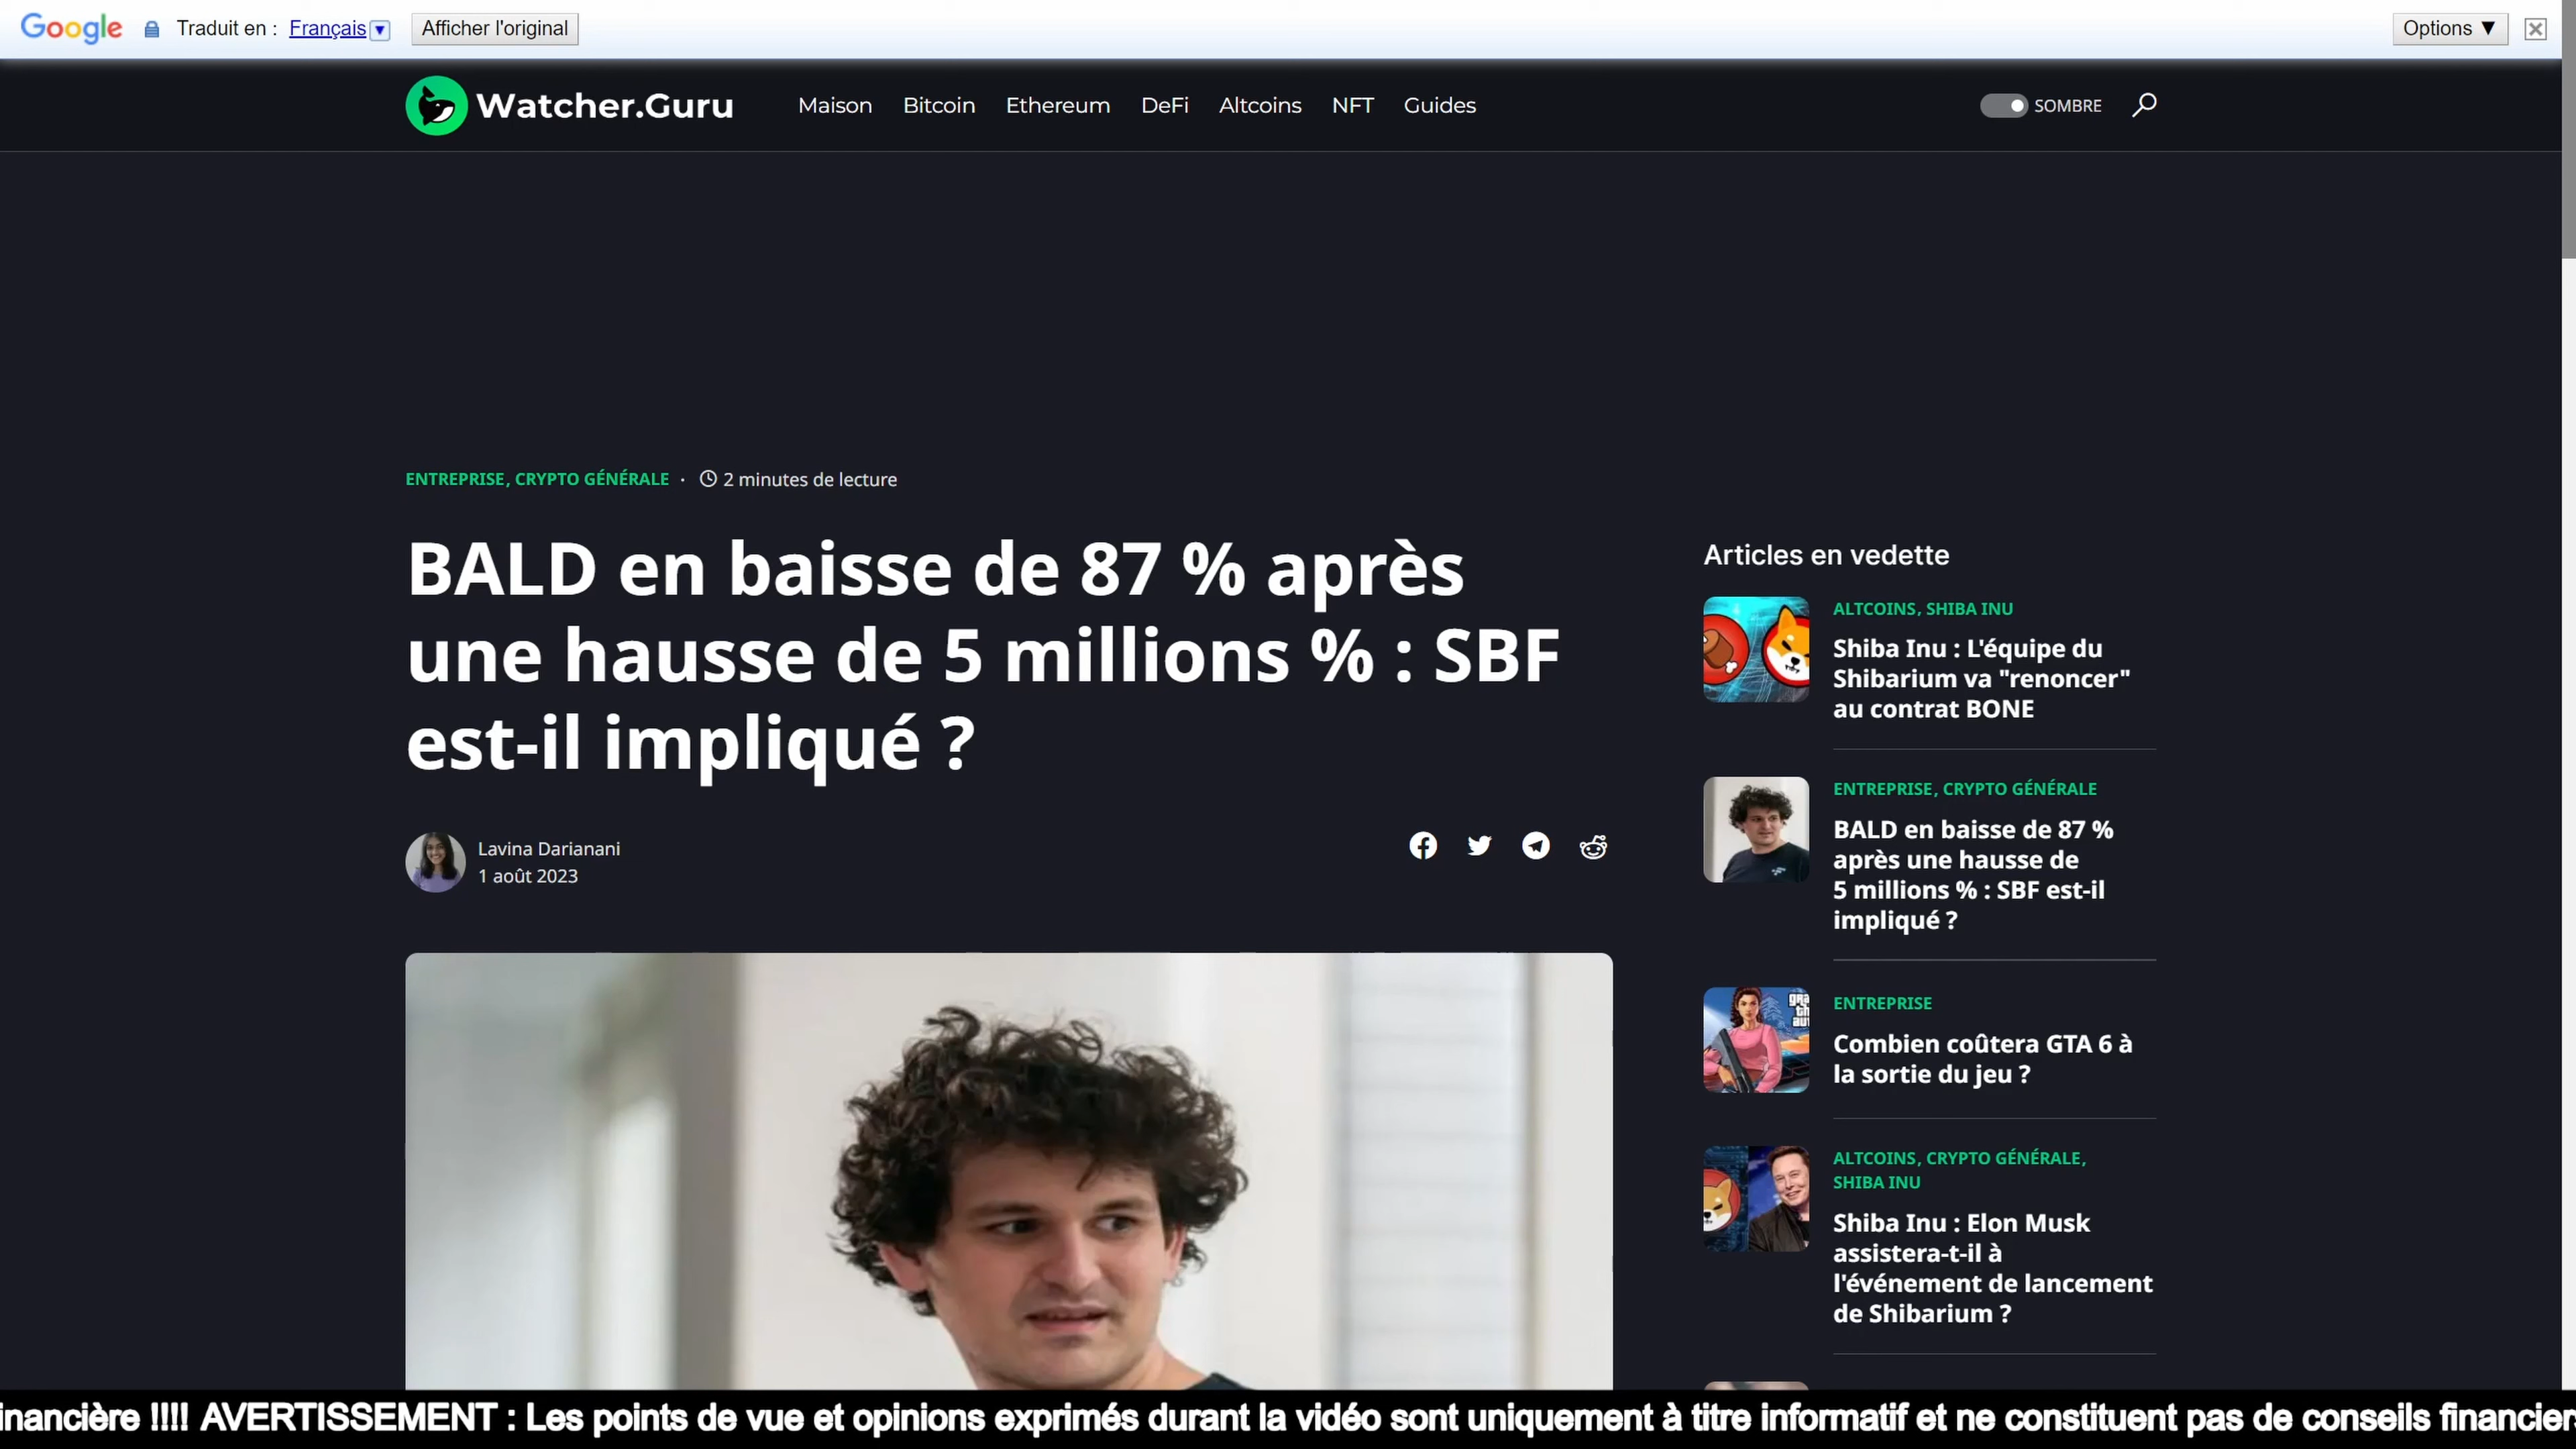 Google Traduit en : Français Afficher l'original Options ▼
Watcher.Guru Maison Bitcoin Ethereum DeFi Altcoins NFT Guides SOMBRE
ENTREPRISE, CRYPTO GÉNÉRALE · 2 minutes de lecture
BALD en baisse de 87 % après
une hausse de 5 millions % : SBF
est-il impliqué ?
Lavina Darianani
1 août 2023
Articles en vedette
ALTCOINS, SHIBA INU
Shiba Inu : L'équipe du
Shibarium va "renoncer"
au contrat BONE
ENTREPRISE, CRYPTO GÉNÉRALE
BALD en baisse de 87 %
après une hausse de
5 millions % : SBF est-il
impliqué ?
ENTREPRISE
Combien coûtera GTA 6 à
la sortie du jeu ?
ALTCOINS, CRYPTO GÉNÉRALE,
SHIBA INU
Shiba Inu : Elon Musk
assistera-t-il à
l'événement de lancement
de Shibarium ?
inancière !!!! AVERTISSEMENT : Les points de vue et opinions exprimés durant la vidéo sont uniquement à titre informatif et ne constituent pas de conseils financier